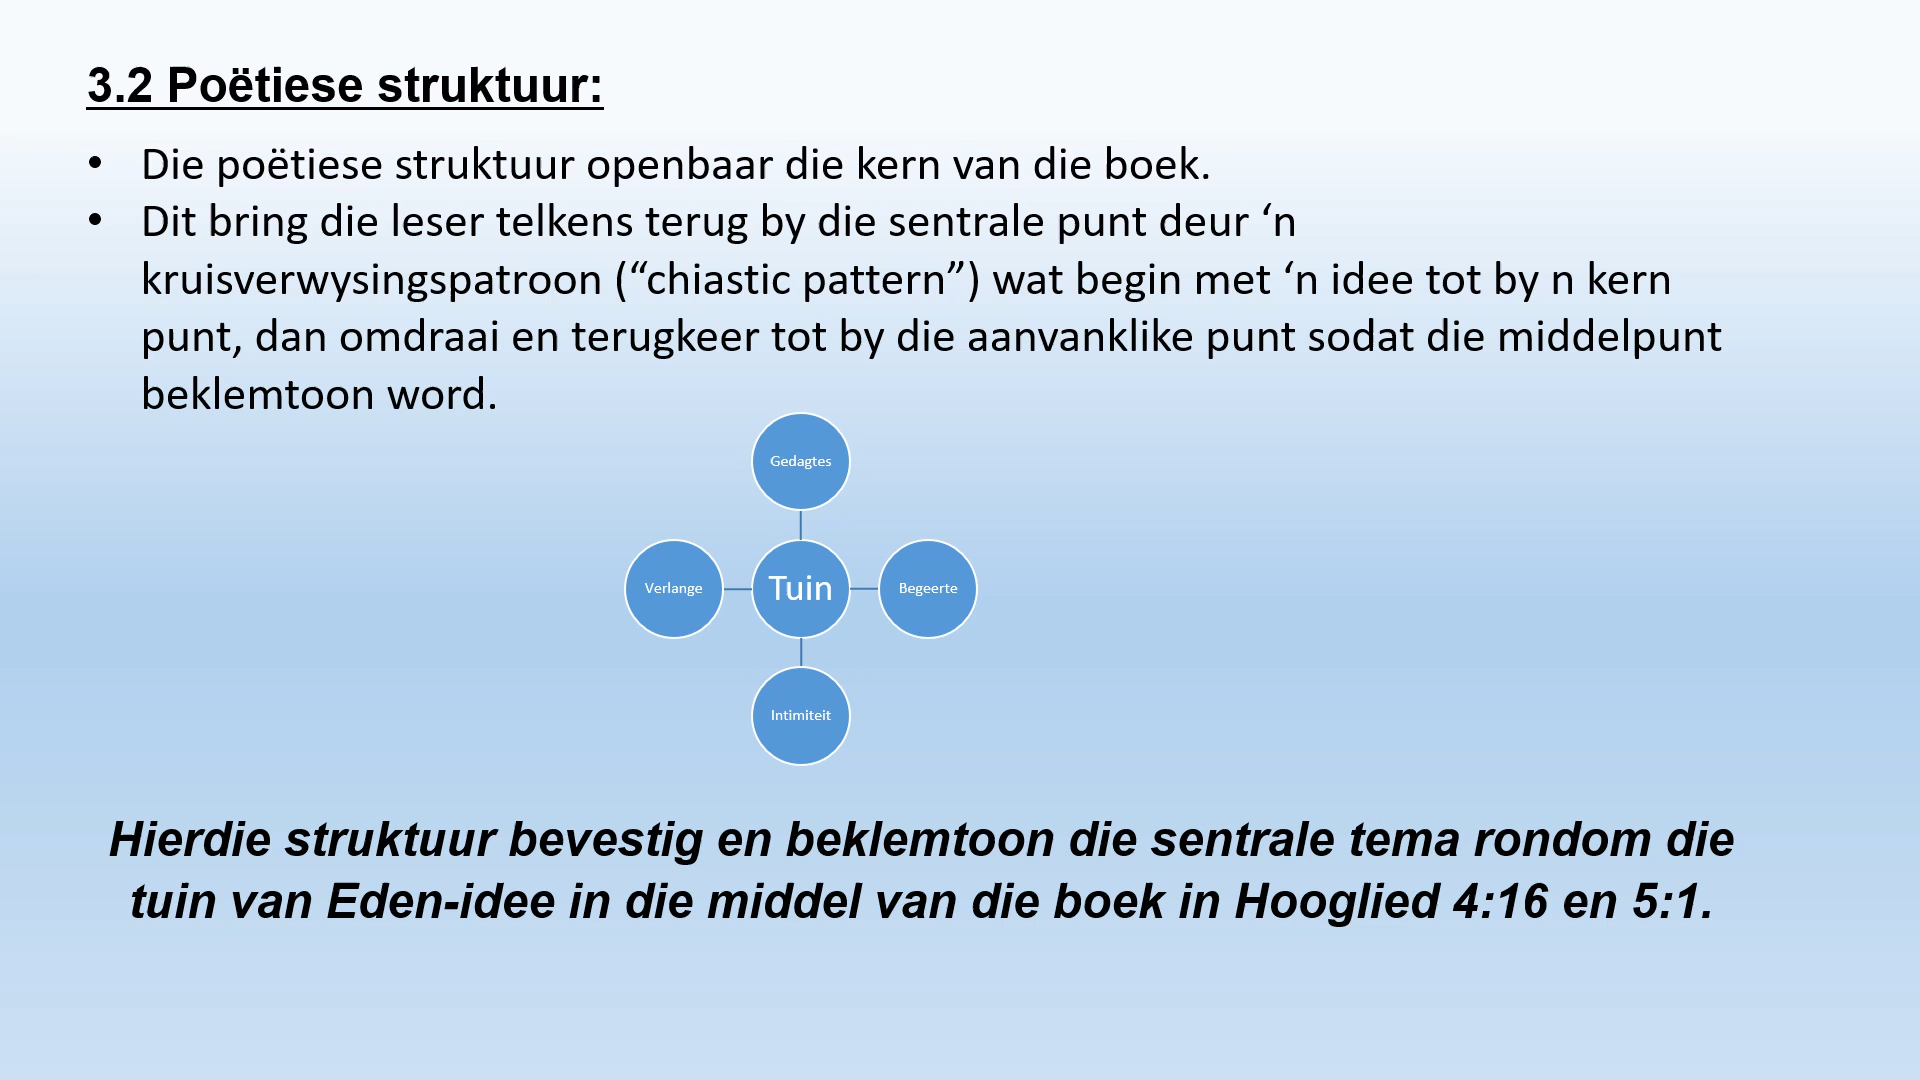 3.2 Poëtiese struktuur:
• Die poëtiese struktuur openbaar die kern van die boek.
• Dit bring die leser telkens terug by die sentrale punt deur ‘n
kruisverwysingspatroon (“chiastic pattern”) wat begin met ‘n idee tot by n kern
punt, dan omdraai en terugkeer tot by die aanvanklike punt sodat die middelpunt
beklemtoon word.
Gedagtes
Verlange
Tuin
Begeerte
Intimiteit
Hierdie struktuur bevestig en beklemtoon die sentrale tema rondom die
tuin van Eden-idee in die middel van die boek in Hooglied 4:16 en 5:1.